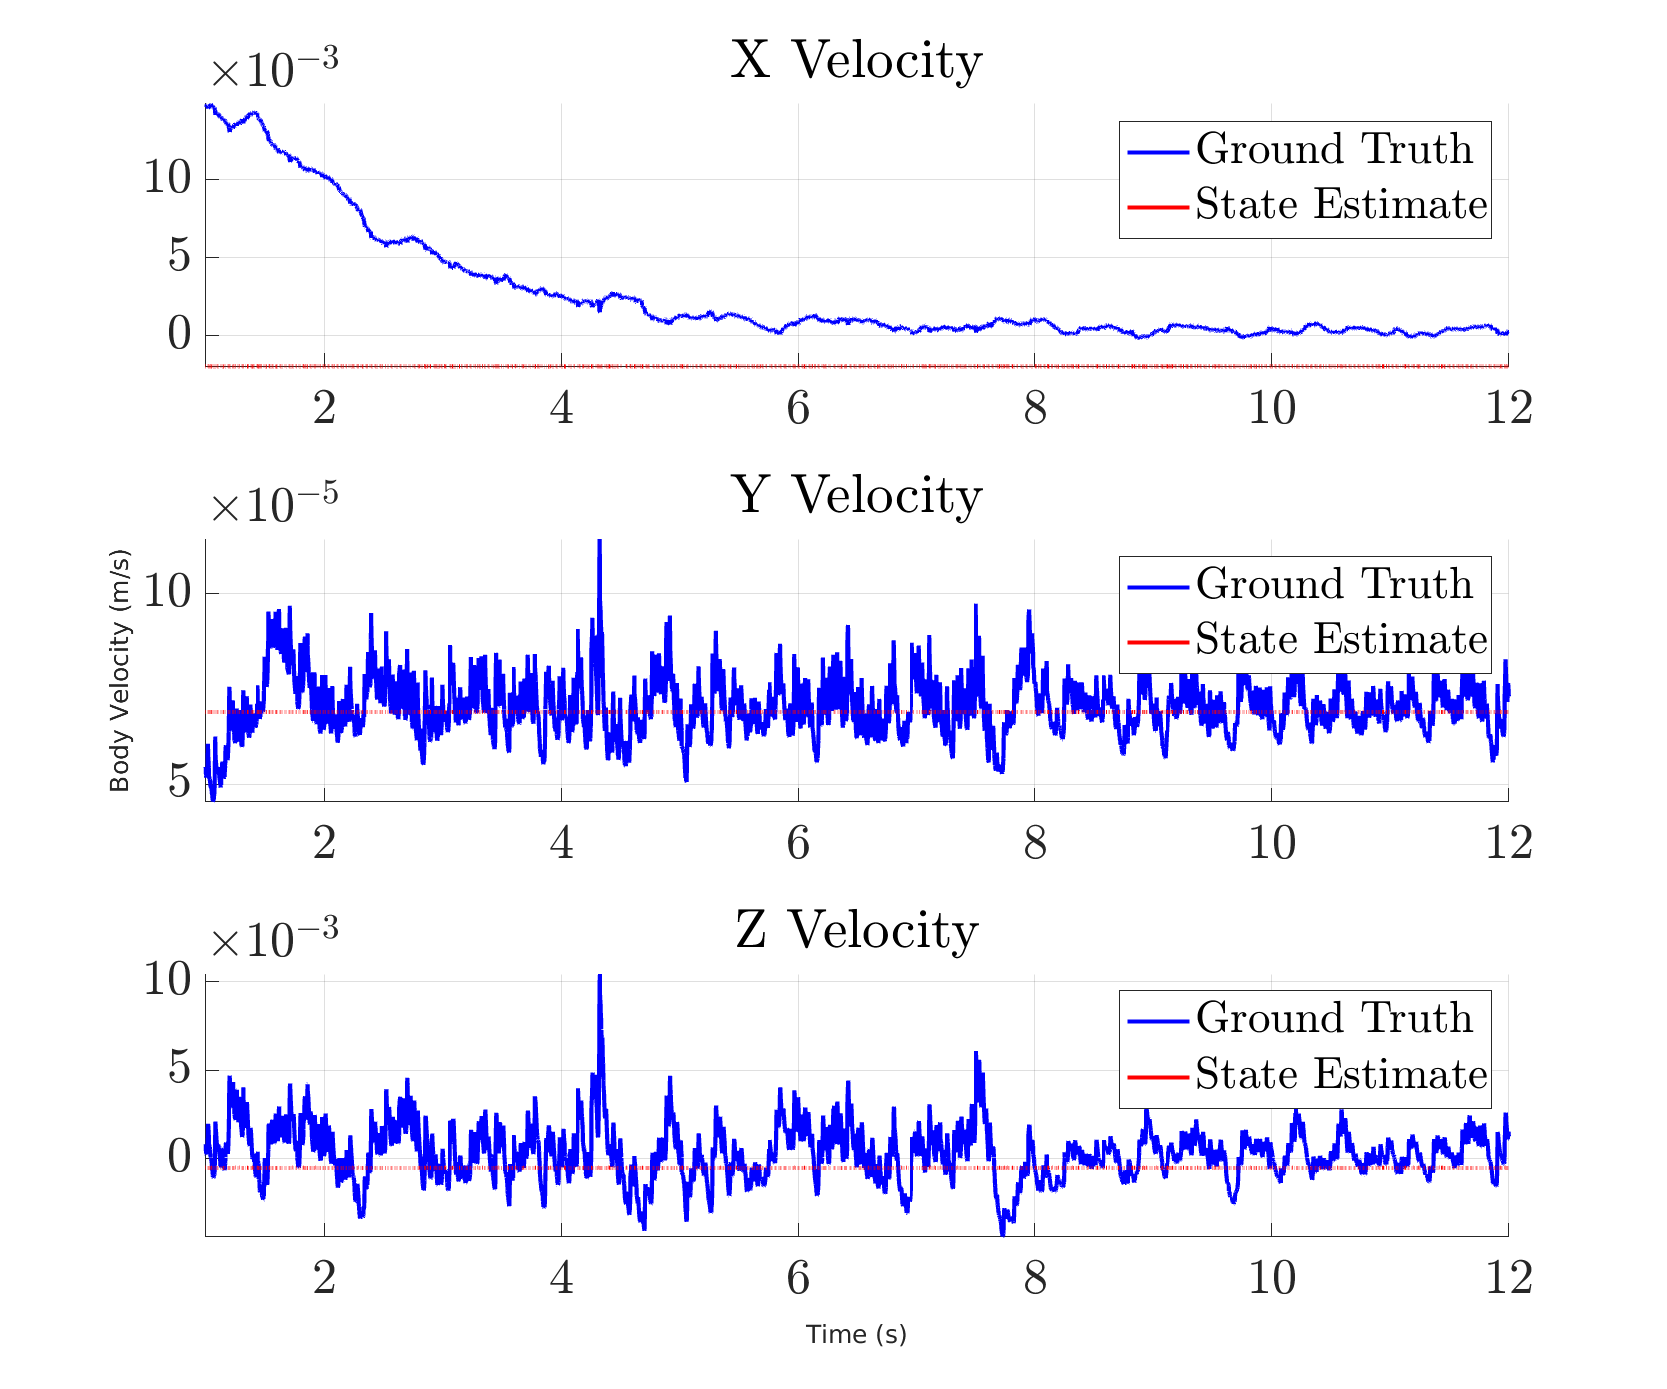 X Velocity
×10⁻³
10
5
0
Ground Truth
State Estimate
2 4 6 8 10 12
Y Velocity
×10⁻⁵
10
5
Body Velocity (m/s)
Ground Truth
State Estimate
2 4 6 8 10 12
Z Velocity
×10⁻³
10
5
0
Ground Truth
State Estimate
2 4 6 8 10 12
Time (s)